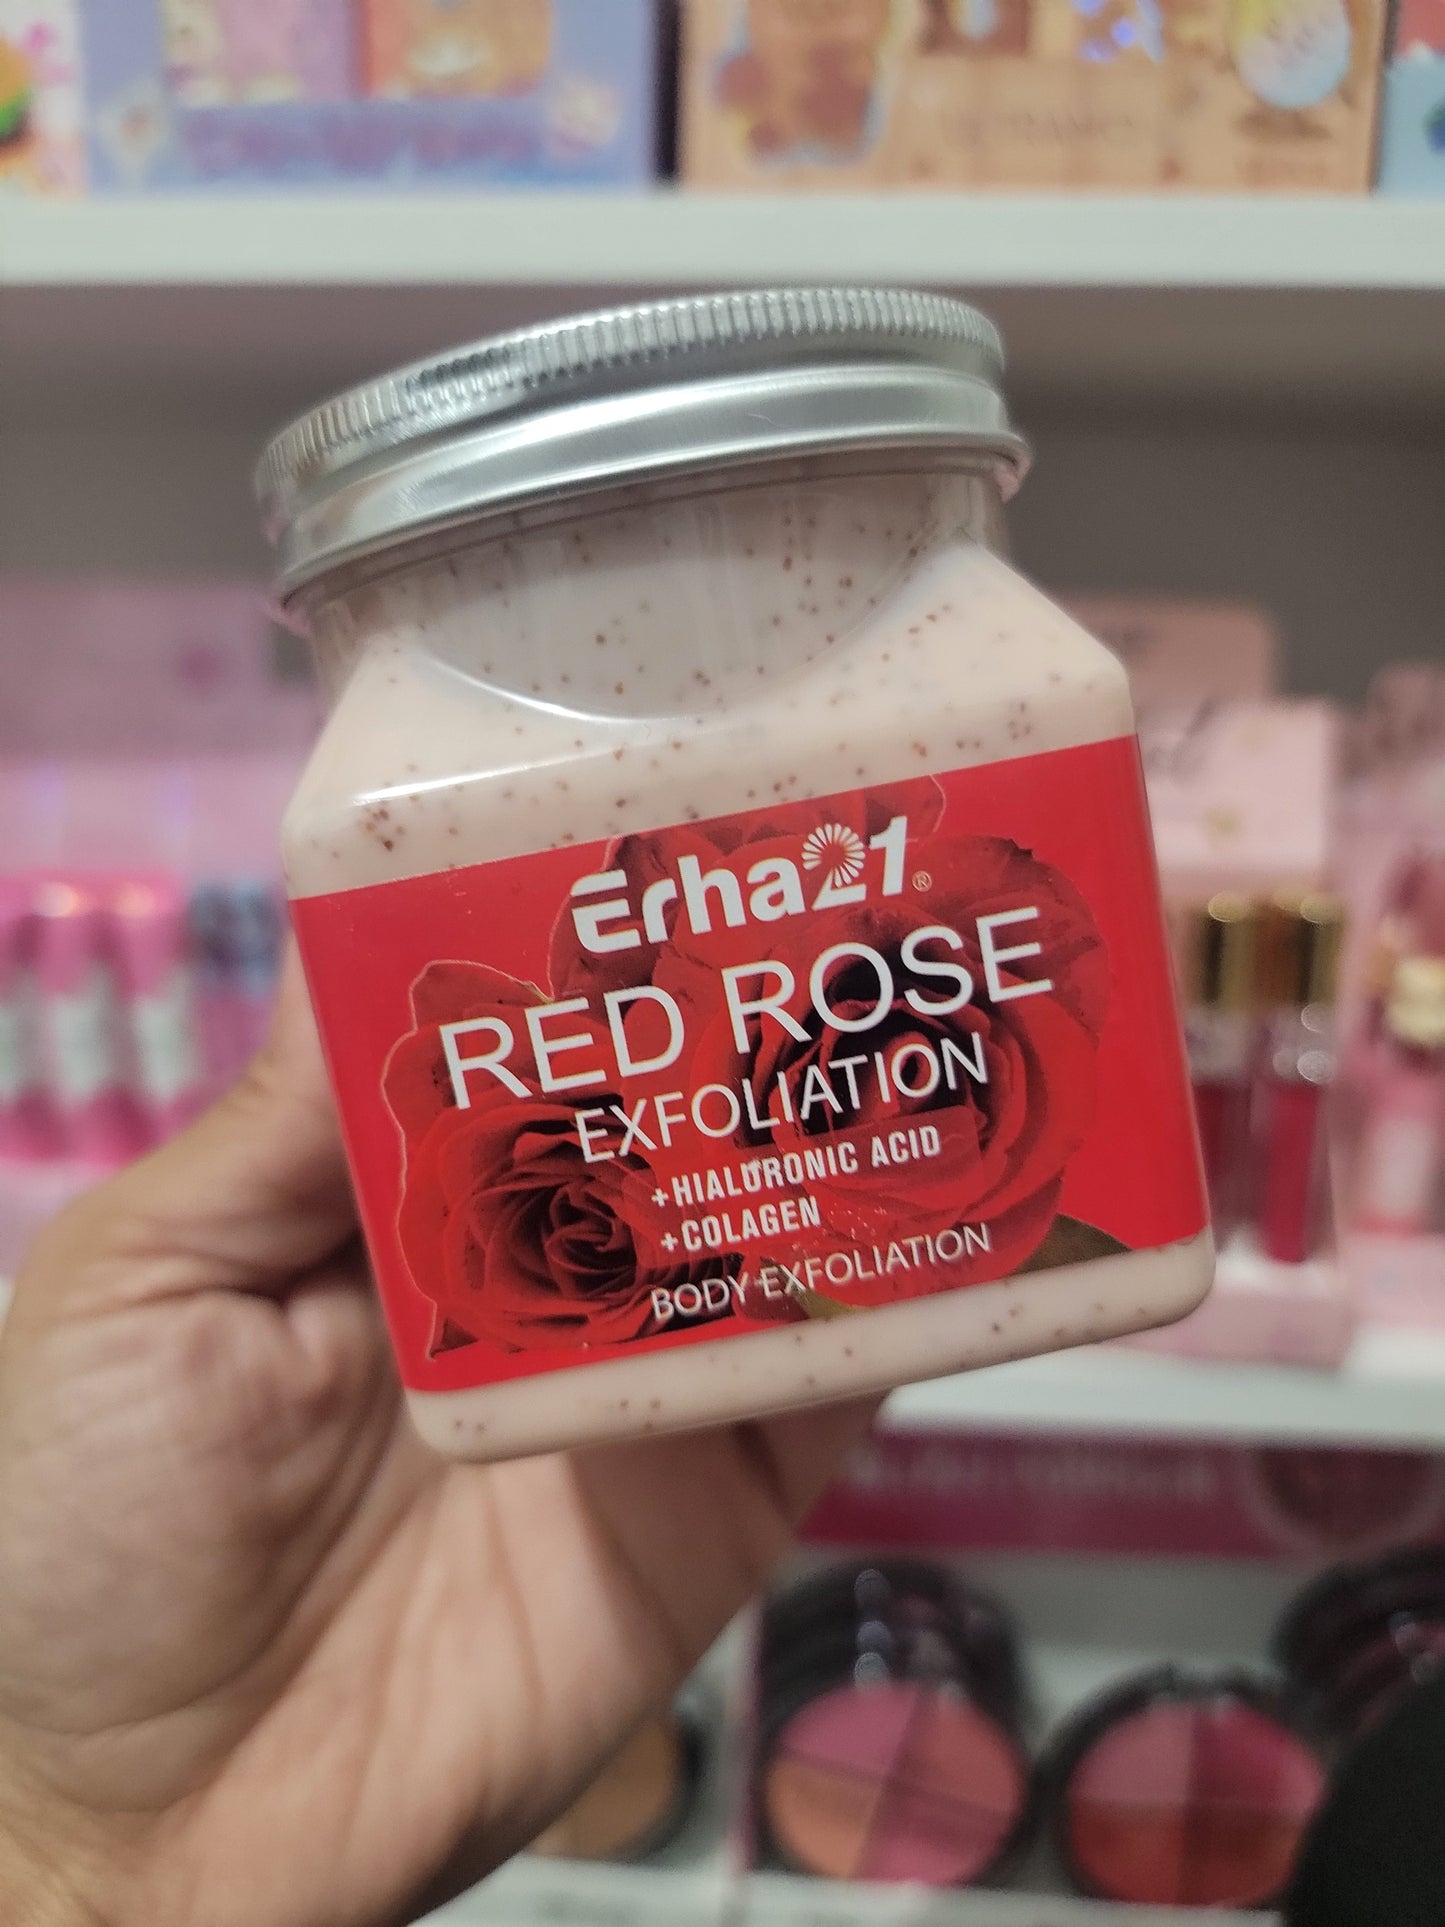 Erha21®
RED ROSE
EXFOLIATION
+HIALURONIC ACID
+COLAGEN
BODY EXFOLIATION